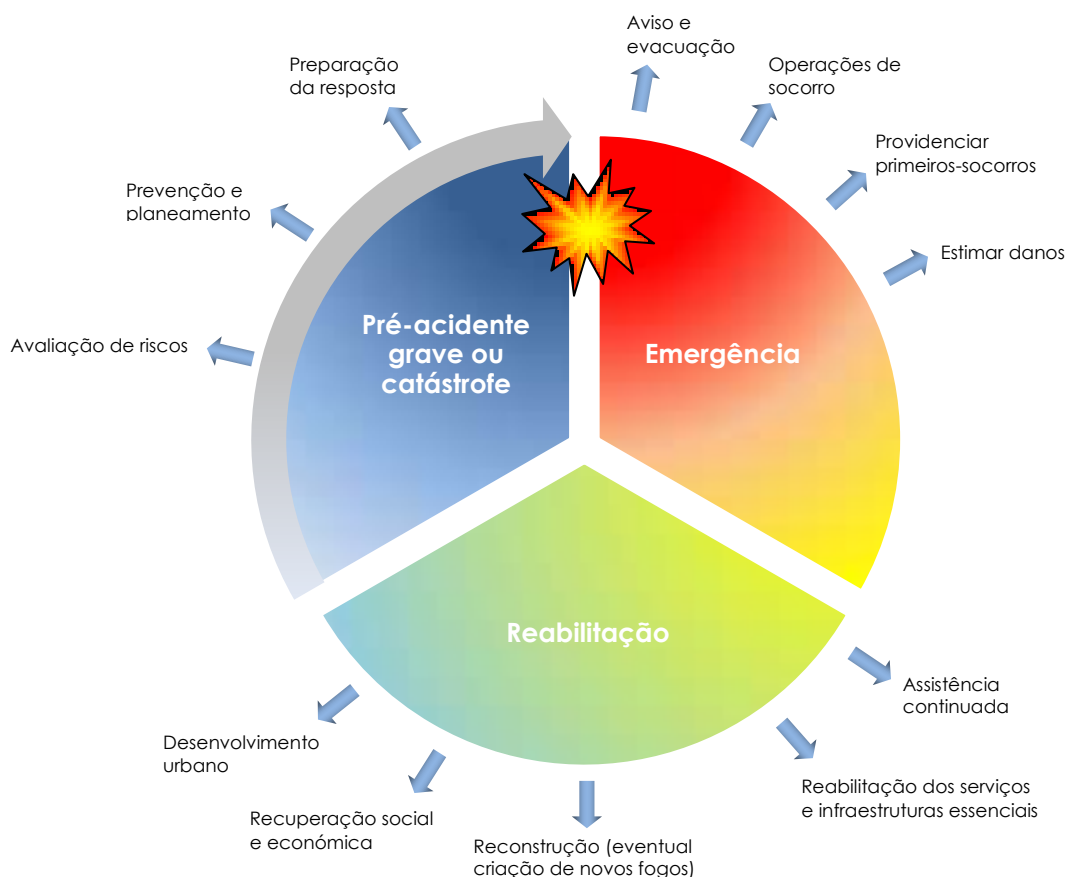 Aviso e
evacuação
Preparação
da resposta
Operações de
socorro
Providenciar
primeiros-socorros
Prevenção e
planeamento
Estimar danos
Avaliação de riscos
Pré-acidente
grave ou
catástrofe
Emergência
Reabilitação
Assistência
continuada
Desenvolvimento
urbano
Reabilitação dos serviços
e infraestruturas essenciais
Recuperação social
e económica
Reconstrução (eventual
criação de novos fogos)